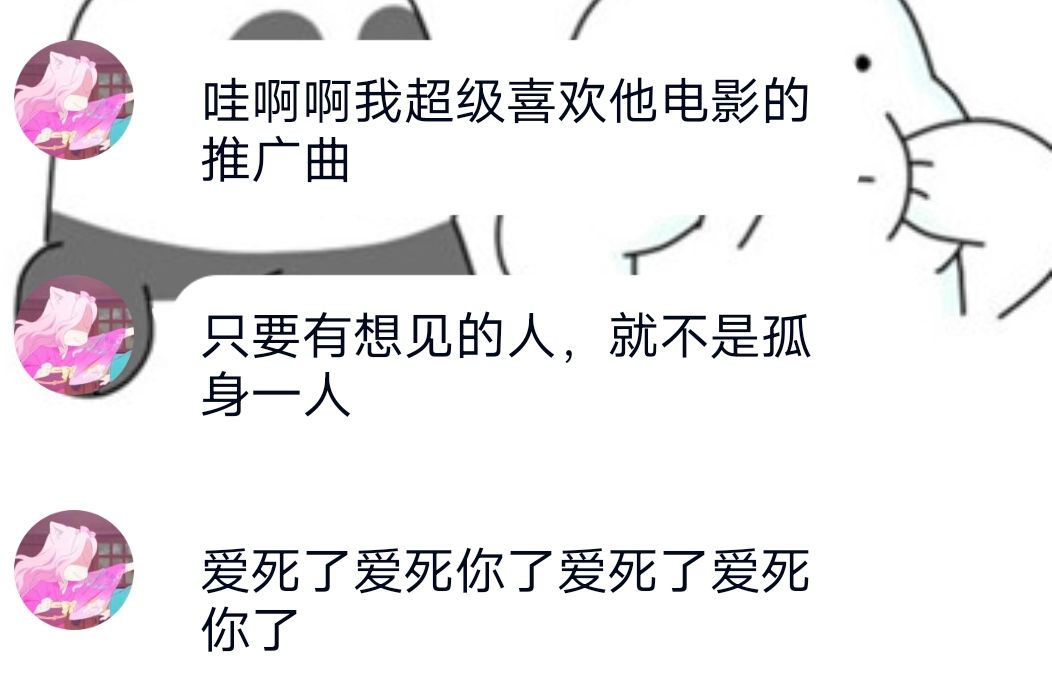 哇啊啊我超级喜欢他电影的
推广曲
只要有想见的人，就不是孤
身一人
爱死了爱死你了爱死了爱死
你了